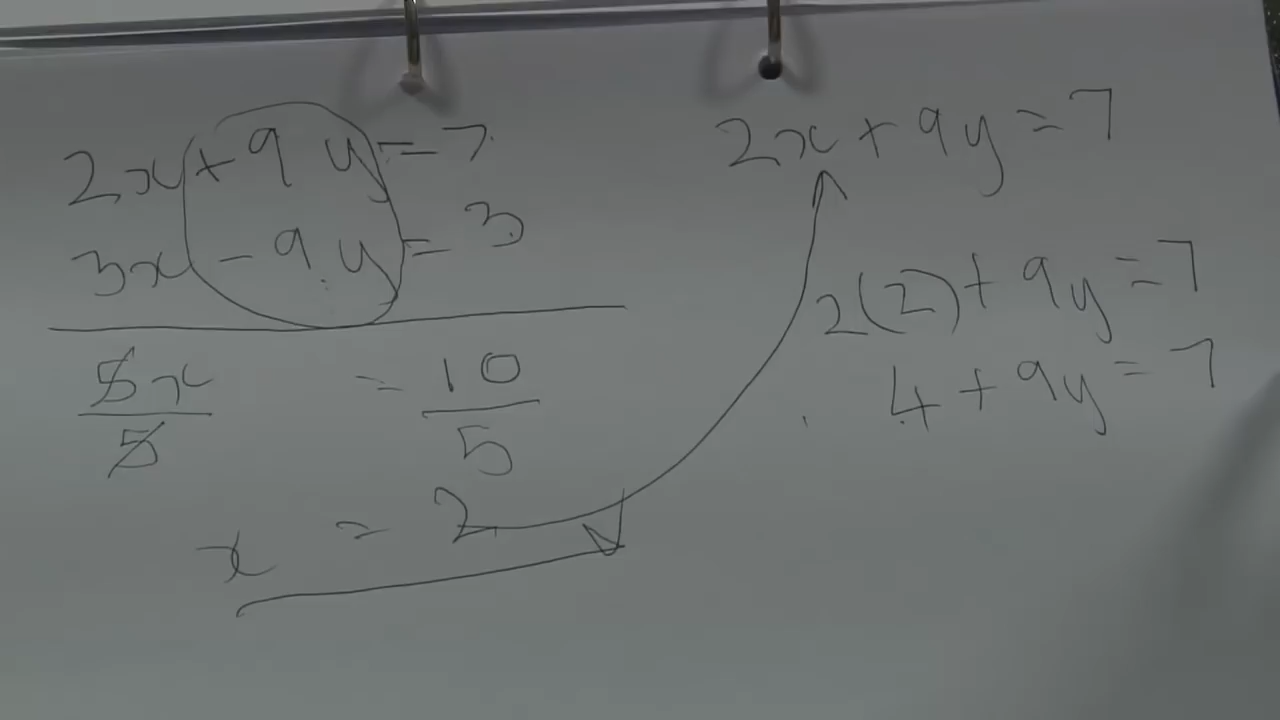 2x + 9y = 7
3x - 9y = 3
5x/5 = 10/5
x = 2
2x + 9y = 7
2(2) + 9y = 7
4 + 9y = 7